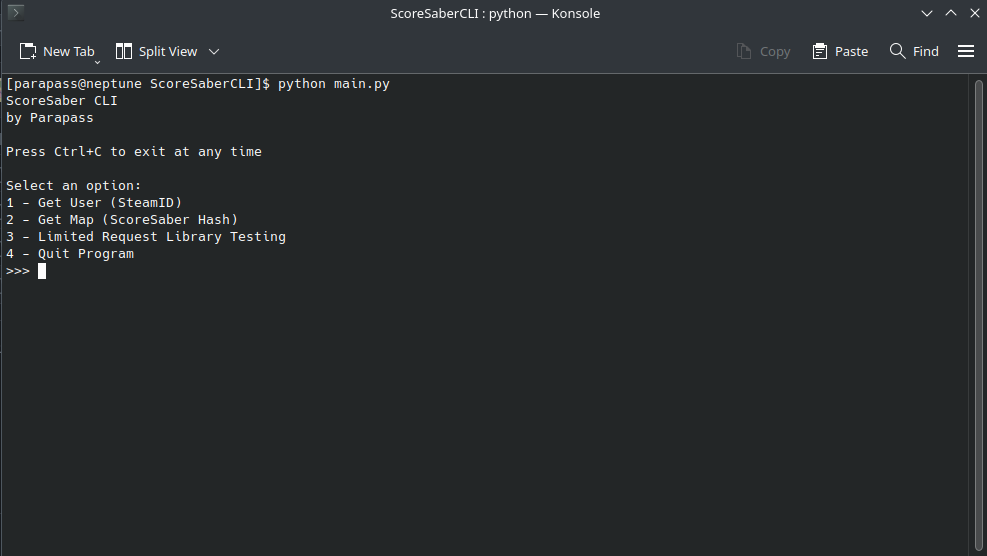 ScoreSaberCLI : python — Konsole
New Tab
Split View
Copy
Paste
Find
[parapass@neptune ScoreSaberCLI]$ python main.py
ScoreSaber CLI
by Parapass
Press Ctrl+C to exit at any time
Select an option:
1 - Get User (SteamID)
2 - Get Map (ScoreSaber Hash)
3 - Limited Request Library Testing
4 - Quit Program
>>>